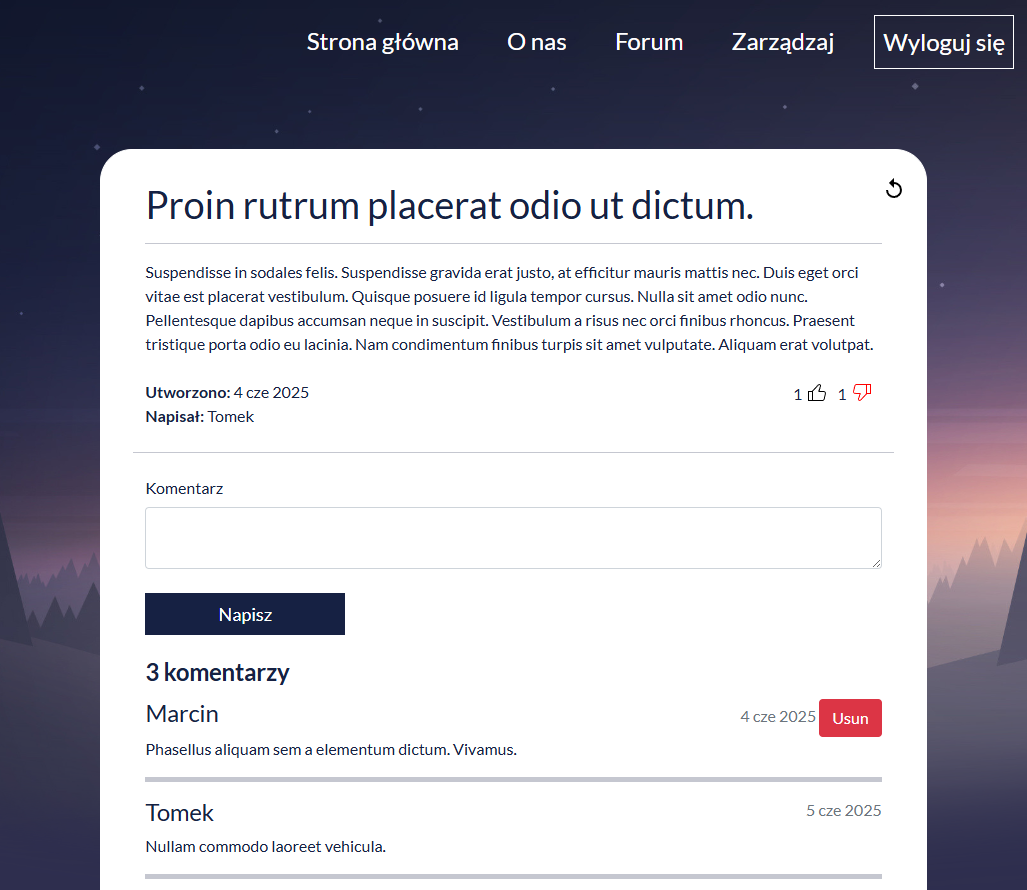 Strona główna O nas Forum Zarządzaj Wyloguj się
Proin rutrum placerat odio ut dictum.
Suspendisse in sodales felis. Suspendisse gravida erat justo, at efficitur mauris mattis nec. Duis eget orci
vitae est placerat vestibulum. Quisque posuere id ligula tempor cursus. Nulla sit amet odio nunc.
Pellentesque dapibus accumsan neque in suscipit. Vestibulum a risus nec orci finibus rhoncus. Praesent
tristique porta odio eu lacinia. Nam condimentum finibus turpis sit amet vulputate. Aliquam erat volutpat.
Utworzono: 4 cze 2025 1 1
Napisał: Tomek
Komentarz
Napisz
3 komentarzy
Marcin 4 cze 2025 Usun
Phasellus aliquam sem a elementum dictum. Vivamus.
Tomek 5 cze 2025
Nullam commodo laoreet vehicula.